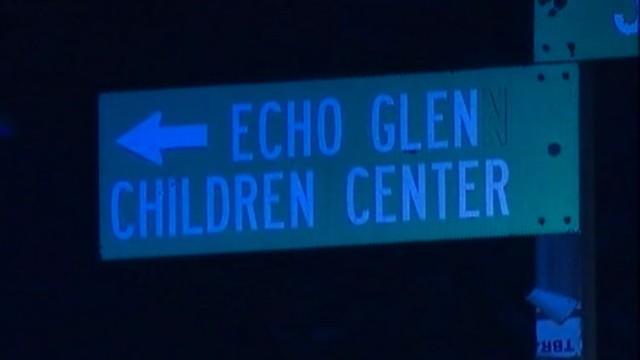 ← ECHO GLEN
CHILDREN CENTER